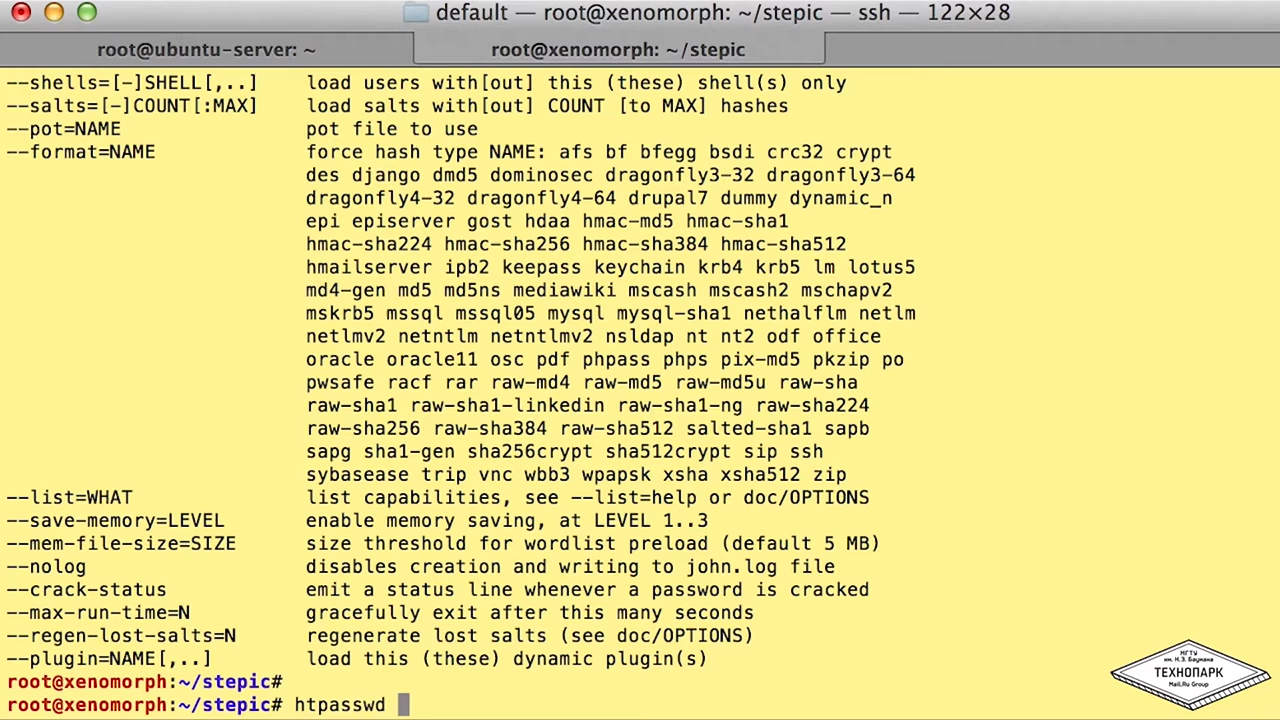 default — root@xenomorph: ~/stepic — ssh — 122×28
root@ubuntu-server: ~
root@xenomorph: ~/stepic
--shells=[-]SHELL[,..] load users with[out] this (these) shell(s) only
--salts=[-]COUNT[:MAX] load salts with[out] COUNT [to MAX] hashes
--pot=NAME pot file to use
--format=NAME force hash type NAME: afs bf bfegg bsdi crc32 crypt
des django dmd5 dominosec dragonfly3-32 dragonfly3-64
dragonfly4-32 dragonfly4-64 drupal7 dummy dynamic_n
epi episerver gost hdaa hmac-md5 hmac-sha1
hmac-sha224 hmac-sha256 hmac-sha384 hmac-sha512
hmailserver ipb2 keepass keychain krb4 krb5 lm lotus5
md4-gen md5 md5ns mediawiki mscash mscash2 mschapv2
mskrb5 mssql mssql05 mysql mysql-sha1 nethalflm netlm
netlmv2 netntlm netntlmv2 nsldap nt nt2 odf office
oracle oracle11 osc pdf phpass phps pix-md5 pkzip po
pwsafe racf rar raw-md4 raw-md5 raw-md5u raw-sha
raw-sha1 raw-sha1-linkedin raw-sha1-ng raw-sha224
raw-sha256 raw-sha384 raw-sha512 salted-sha1 sapb
sapg sha1-gen sha256crypt sha512crypt sip ssh
sybasease trip vnc wbb3 wpapsk xsha xsha512 zip
--list=WHAT list capabilities, see --list=help or doc/OPTIONS
--save-memory=LEVEL enable memory saving, at LEVEL 1..3
--mem-file-size=SIZE size threshold for wordlist preload (default 5 MB)
--nolog disables creation and writing to john.log file
--crack-status emit a status line whenever a password is cracked
--max-run-time=N gracefully exit after this many seconds
--regen-lost-salts=N regenerate lost salts (see doc/OPTIONS)
--plugin=NAME[,..] load this (these) dynamic plugin(s)
root@xenomorph:~/stepic#
root@xenomorph:~/stepic# htpasswd
МГТУ
им. Н.Э. Баумана
ТЕХНОПАРК
Mail.Ru Group